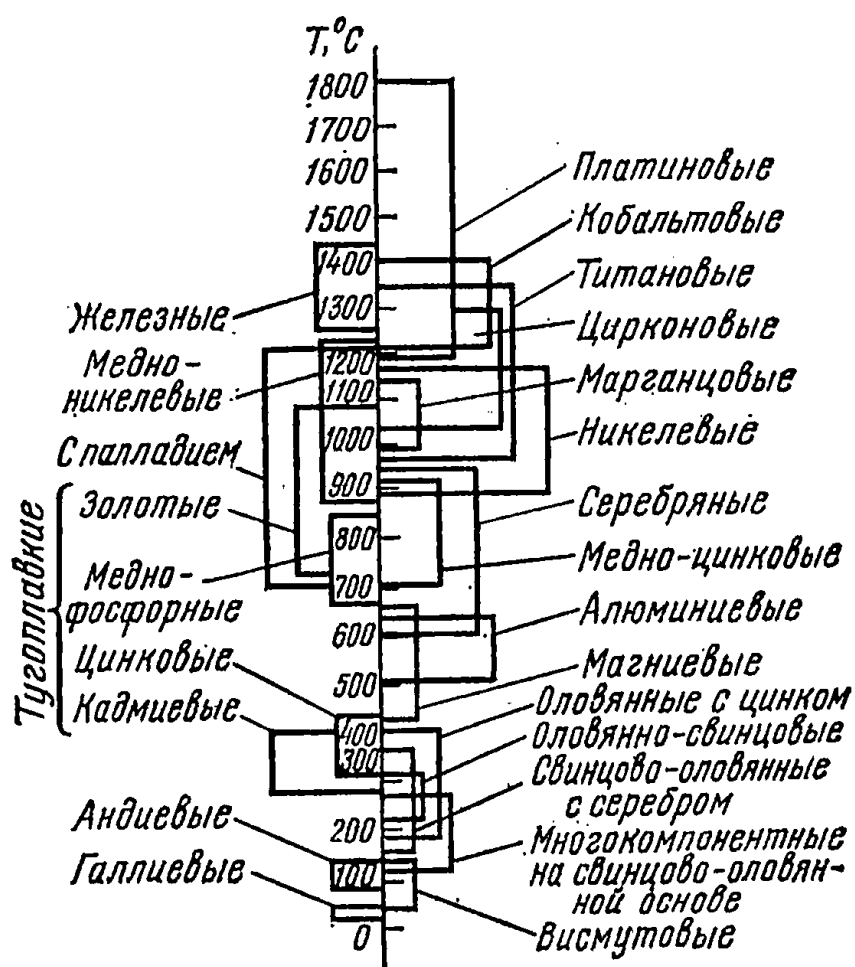 Т,°С
1800
1700
1600
1500
1400
1300
1200
1100
1000
900
800
700
600
500
400
300
200
100
0
Железные
Медно-
никелевые
С палладием
Золотые
Медно-
фосфорные
Цинковые
Кадмиевые
Тугоплавкие
Андиевые
Галлиевые
Платиновые
Кобальтовые
Титановые
Цирконовые
Марганцовые
Никелевые
Серебряные
Медно-цинковые
Алюминиевые
Магниевые
Оловянные с цинком
Оловянно-свинцовые
Свинцово-оловянные
с серебром
Многокомпонентные
на свинцово-оловян-
ной основе
Висмутовые